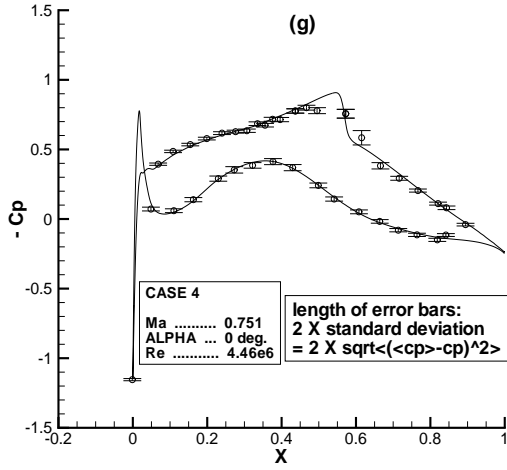 (g)
1.5
1
0.5
0
-0.5
-1
-1.5
- Cp
-0.2
0
0.2
0.4
0.6
0.8
1
X
CASE 4
Ma .......... 0.751
ALPHA ... 0 deg.
Re ........... 4.46e6
length of error bars:
2 X standard deviation
= 2 X sqrt<(<cp>-cp)^2>